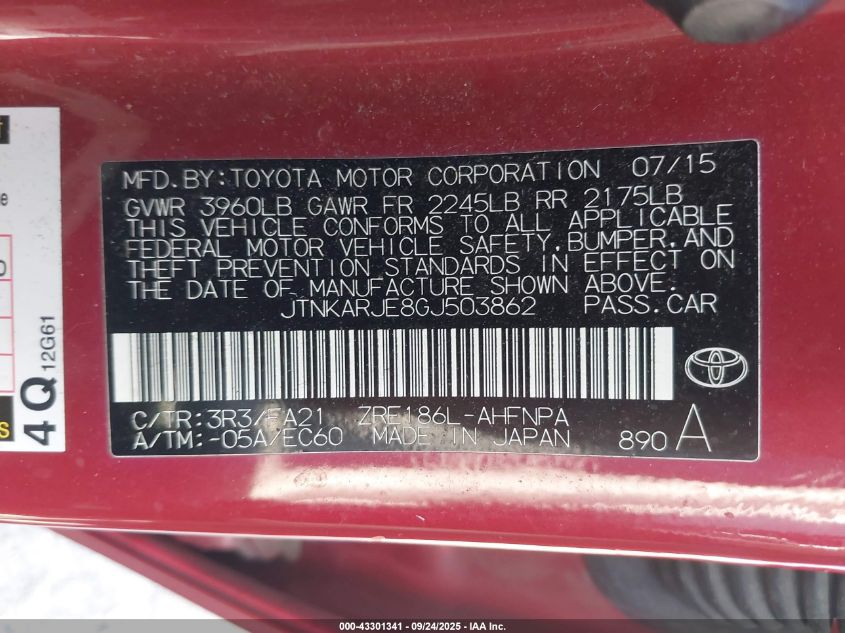 MFD.BY:TOYOTA MOTOR CORPORATION 07/15
GVWR 3960LB GAWR FR 2245LB RR 2175LB
THIS VEHICLE CONFORMS TO ALL APPLICABLE
FEDERAL MOTOR VEHICLE SAFETY,BUMPER,AND
THEFT PREVENTION STANDARDS IN EFFECT ON
THE DATE OF MANUFACTURE SHOWN ABOVE.
JTNKARJE8GJ503862 PASS.CAR
C/TR:3R3/FA21 ZRE186L-AHFNPA
A/TM:-05A/EC60 MADE IN JAPAN 890 A
4Q 12G61
000-43301341 - 09/24/2025 - IAA Inc.